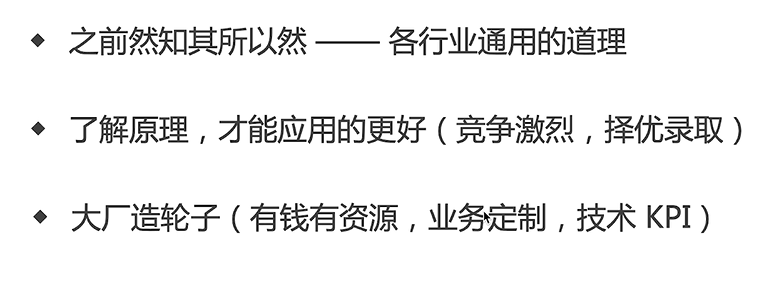 ◆ 之前然知其所以然 —— 各行业通用的道理
◆ 了解原理，才能应用的更好（竞争激烈，择优录取）
◆ 大厂造轮子（有钱有资源，业务定制，技术 KPI）